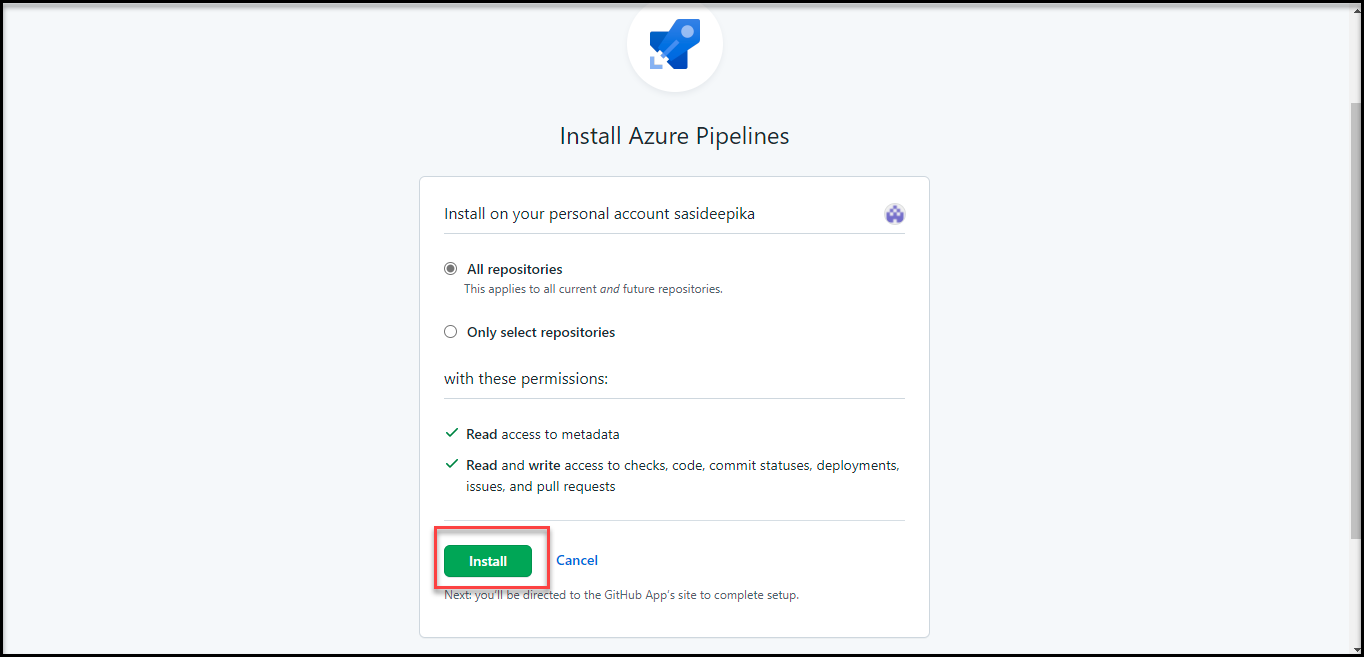 Install Azure Pipelines
Install on your personal account sasideepika
All repositories
This applies to all current and future repositories.
Only select repositories
with these permissions:
Read access to metadata
Read and write access to checks, code, commit statuses, deployments,
issues, and pull requests
Install Cancel
Next: you'll be directed to the GitHub App's site to complete setup.